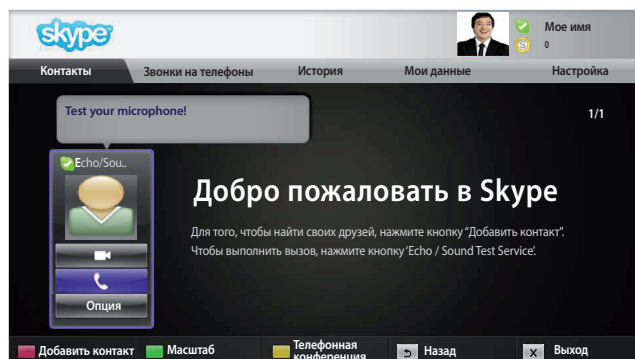 skype
Мое имя
0
Контакты
Звонки на телефоны
История
Мои данные
Настройка
Test your microphone!
1/1
Echo/Sou..
Добро пожаловать в Skype
Для того, чтобы найти своих друзей, нажмите кнопку "Добавить контакт".
Чтобы выполнить вызов, нажмите кнопку 'Echo / Sound Test Service'.
Опция
Добавить контакт
Масштаб
Телефонная
конференция
Назад
X Выход